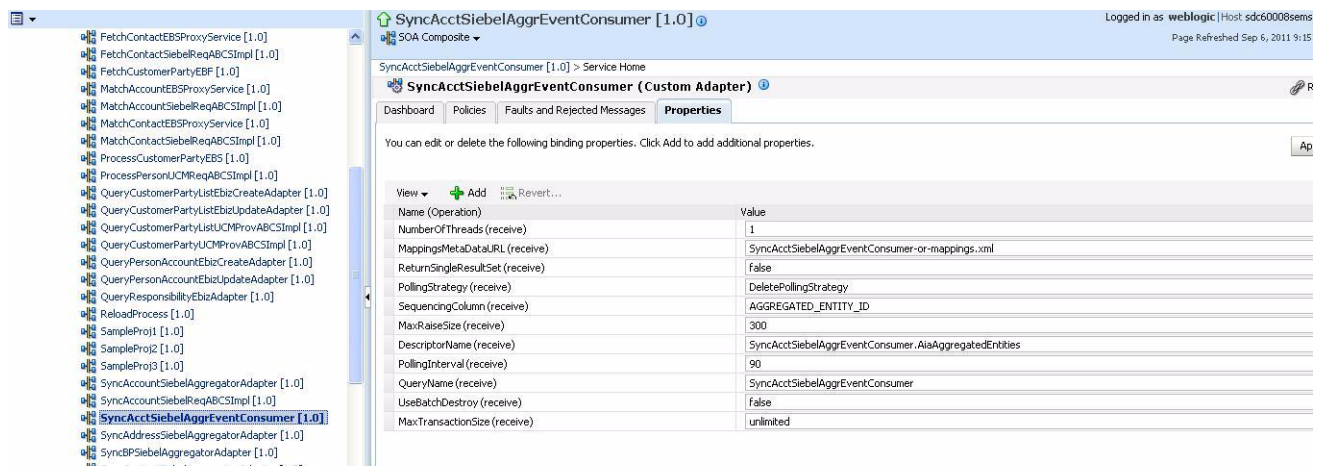 FetchContactEBSProxyService [1.0]
FetchContactSiebelReqABCSImpl [1.0]
FetchCustomerPartyEBF [1.0]
MatchAccountEBSProxyService [1.0]
MatchAccountSiebelReqABCSImpl [1.0]
MatchContactEBSProxyService [1.0]
MatchContactSiebelReqABCSImpl [1.0]
ProcessCustomerPartyEBS [1.0]
ProcessPersonUCMReqABCSImpl [1.0]
QueryCustomerPartyListEbizCreateAdapter [1.0]
QueryCustomerPartyListEbizUpdateAdapter [1.0]
QueryCustomerPartyListUCMProvABCSImpl [1.0]
QueryCustomerPartyUCMProvABCSImpl [1.0]
QueryPersonAccountEbizCreateAdapter [1.0]
QueryPersonAccountEbizUpdateAdapter [1.0]
QueryResponsibilityEbizAdapter [1.0]
ReloadProcess [1.0]
SampleProj1 [1.0]
SampleProj2 [1.0]
SampleProj3 [1.0]
SyncAccountSiebelAggregatorAdapter [1.0]
SyncAccountSiebelReqABCSImpl [1.0]
SyncAcctSiebelAggrEventConsumer [1.0]
SyncAddressSiebelAggregatorAdapter [1.0]
SyncBPSiebelAggregatorAdapter [1.0]
SyncAcctSiebelAggrEventConsumer [1.0]
Logged in as weblogic|Host sdc60008sems
SOA Composite
Page Refreshed Sep 6, 2011 9:15
SyncAcctSiebelAggrEventConsumer [1.0] > Service Home
SyncAcctSiebelAggrEventConsumer (Custom Adapter)
R
Dashboard Policies Faults and Rejected Messages Properties
You can edit or delete the following binding properties. Click Add to add additional properties.
Ap
View Add Revert...
Name (Operation) Value
NumberOfThreads (receive) 1
MappingsMetaDataURL (receive) SyncAcctSiebelAggrEventConsumer-or-mappings.xml
ReturnSingleResultSet (receive) false
PollingStrategy (receive) DeletePollingStrategy
SequencingColumn (receive) AGGREGATED_ENTITY_ID
MaxRaiseSize (receive) 300
DescriptorName (receive) SyncAcctSiebelAggrEventConsumer.AiaAggregatedEntities
PollingInterval (receive) 90
QueryName (receive) SyncAcctSiebelAggrEventConsumer
UseBatchDestroy (receive) false
MaxTransactionSize (receive) unlimited